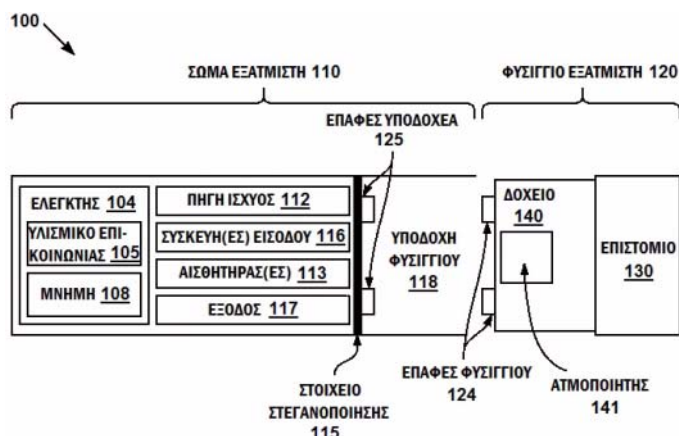 100
ΣΩΜΑ ΕΞΑΤΜΙΣΤΗ 110
ΦΥΣΙΓΓΙΟ ΕΞΑΤΜΙΣΤΗ 120
ΕΠΑΦΕΣ ΥΠΟΔΟΧΕΑ
125
ΕΛΕΓΚΤΗΣ 104
ΥΛΙΣΜΙΚΟ ΕΠΙ-
ΚΟΙΝΩΝΙΑΣ 105
ΜΝΗΜΗ 108
ΠΗΓΗ ΙΣΧΥΟΣ 112
ΣΥΣΚΕΥΗ(ΕΣ) ΕΙΣΟΔΟΥ 116
ΑΙΣΘΗΤΗΡΑΣ(ΕΣ) 113
ΕΞΟΔΟΣ 117
ΥΠΟΔΟΧΗ
ΦΥΣΙΓΓΙΟΥ
118
ΔΟΧΕΙΟ
140
ΕΠΙΣΤΟΜΙΟ
130
ΣΤΟΙΧΕΙΟ
ΣΤΕΓΑΝΟΠΟΙΗΣΗΣ
115
ΕΠΑΦΕΣ ΦΥΣΙΓΓΙΟΥ
124
ΑΤΜΟΠΟΙΗΤΗΣ
141